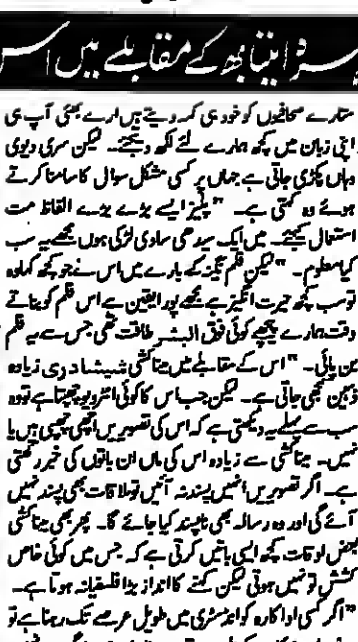 امیتابھ کے مقابلے میں اس
ستارے صحافیوں کو خود ہی کہہ دیتے ہیں ارے بھئی آپ ہی
اپنی زبان میں کچھ ہمارے لئے لکھ دیجئے۔ لیکن سری دیوی
وہاں پکڑی جاتی ہے جہاں پر کسی مشکل سوال کا سامنا کرتے
ہوئے وہ کہتی ہے۔ "پلیز ایسے بڑے بڑے الفاظ مت
استعمال کیجئے۔ میں ایک سیدھی سادی لڑکی ہوں مجھے یہ سب
کیا معلوم۔" لیکن فلم نگینہ کے بارے میں اس نے جو کچھ کہا وہ
تو سب کچھ حیرت انگیز ہے مجھے پورا یقین ہے اس فلم کو بناتے
وقت ہمارے پیچھے کوئی فوق البشر طاقت تھی جس سے یہ فلم
بن پائی۔" اس کے مقابلے میں میناکشی شیشادری زیادہ
ذہین سمجھی جاتی ہے۔ لیکن جب اس کا کوئی انٹرویو چھپتا ہے تو وہ
سب سے پہلے یہ دیکھتی ہے کہ اس کی تصویریں اچھی چھپی ہیں یا
نہیں۔ میناکشی سے زیادہ اس کی ماں ان باتوں کی خبر رکھتی
ہے۔ اگر تصویریں انہیں پسند نہ آئیں تو ملاقات بھی پسند نہیں
آئے گی اور وہ رسالہ بھی ناپسند کیا جائے گا۔ پھر بھی میناکشی
بعض اوقات کچھ ایسی باتیں کرتی ہے کہ جس میں کوئی خاص
کشش تو نہیں ہوتی لیکن کہنے کا انداز بڑا فلسفیانہ ہوتا ہے۔
"اگر کسی اداکارہ کو انڈسٹری میں طویل عرصے تک رہنا ہے تو